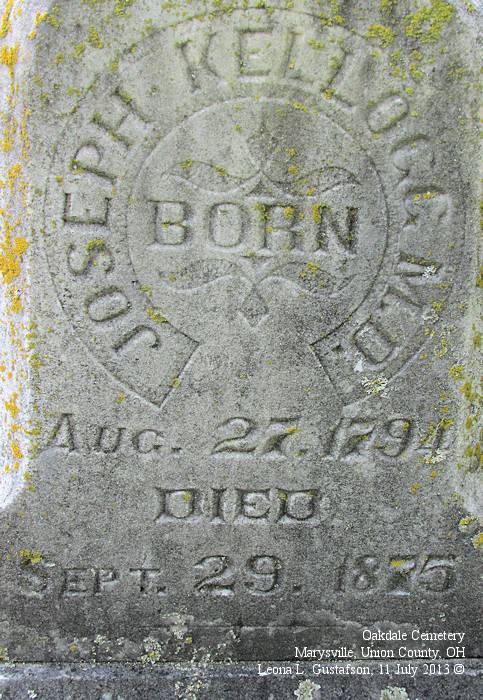 JOSEPH KELLOGG M.D.
BORN
AUG. 27. 1794
DIED
SEPT. 29. 1875
Oakdale Cemetery
Marysville, Union County, OH
Leona L. Gustafson, 11 July 2013 ©